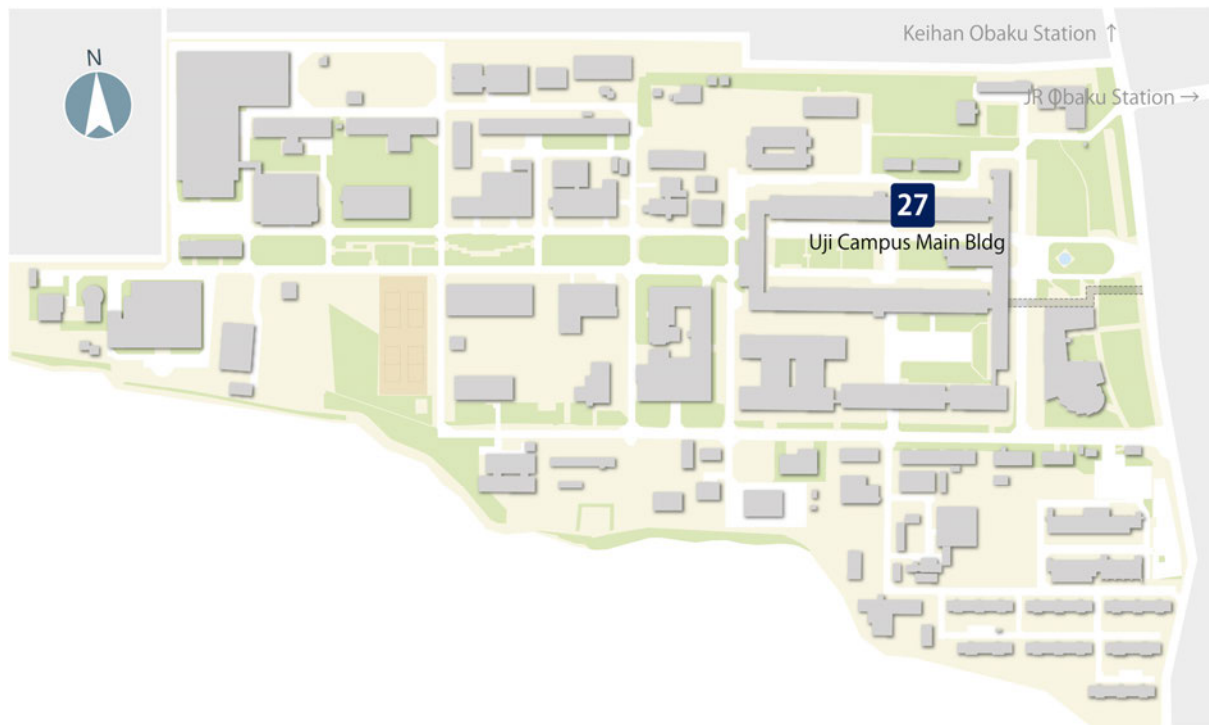 Keihan Obaku Station ↑
N
JR Obaku Station →
27
Uji Campus Main Bldg